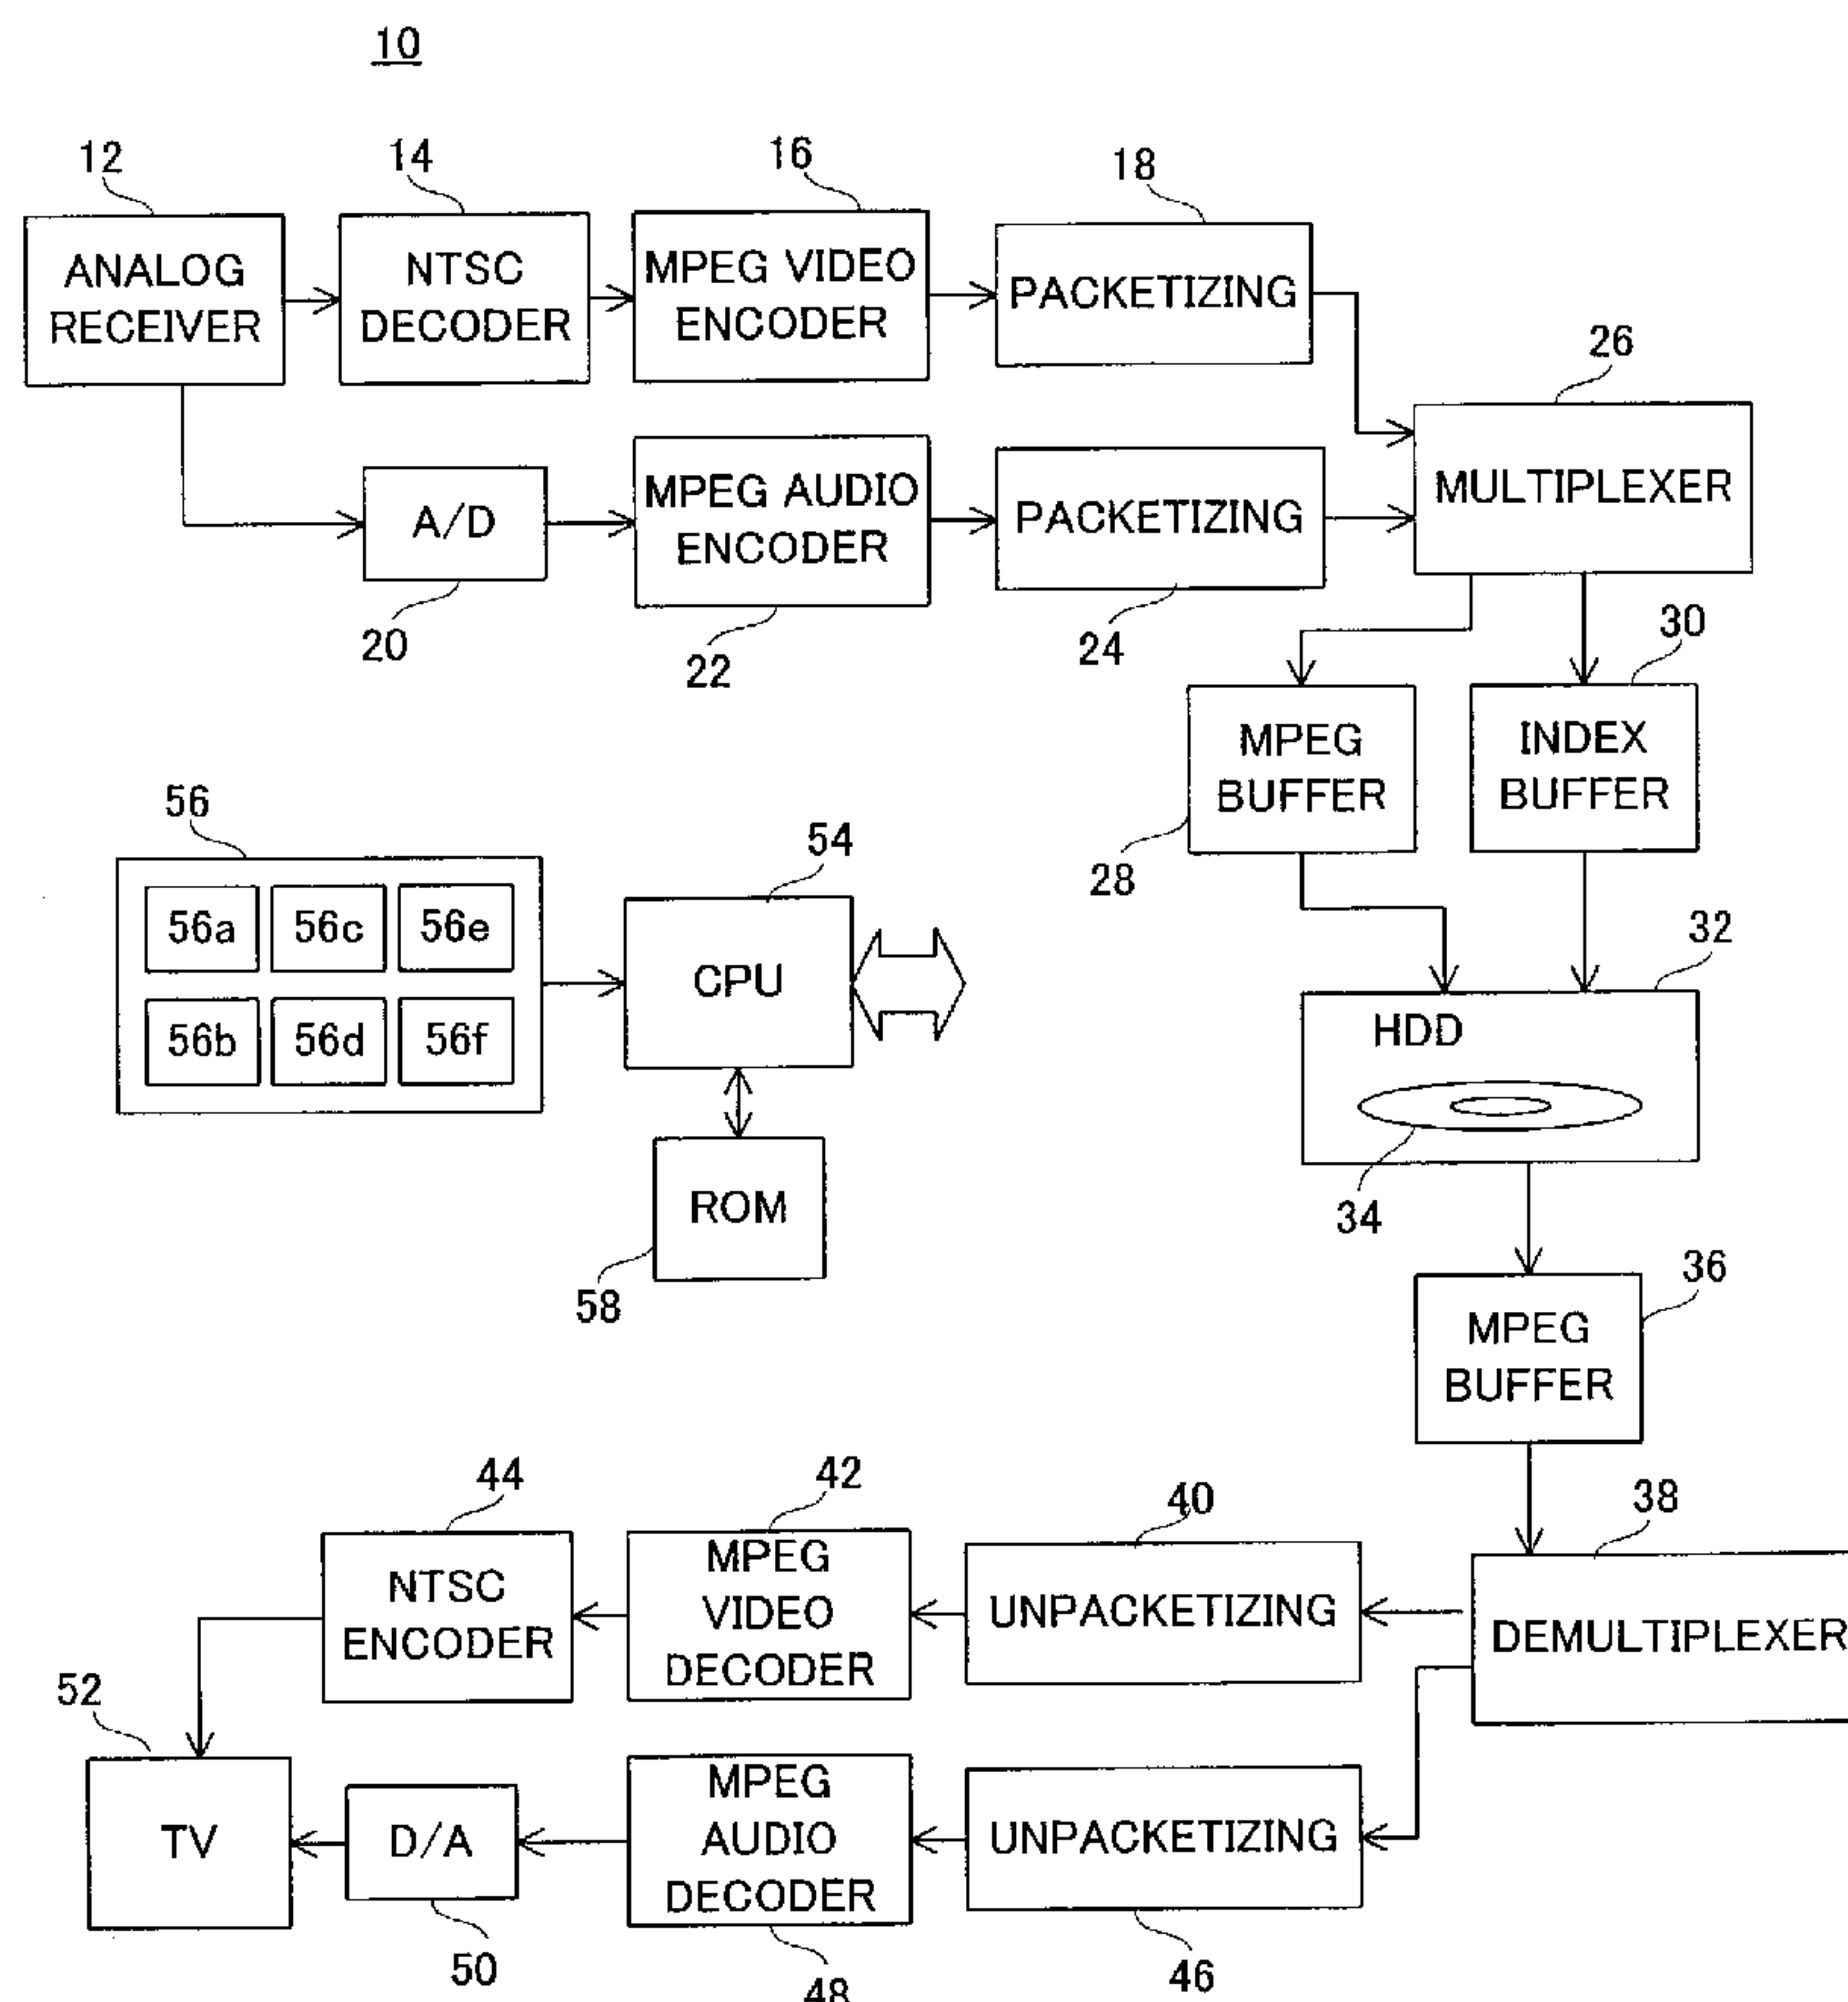 10
12
14
16
18
ANALOG
RECEIVER
NTSC
DECODER
MPEG VIDEO
ENCODER
PACKETIZING
26
MULTIPLEXER
A/D
MPEG AUDIO
ENCODER
PACKETIZING
20
22
24
30
MPEG
BUFFER
INDEX
BUFFER
28
56
54
56a
56c
56e
56b
56d
56f
CPU
32
HDD
34
ROM
58
36
MPEG
BUFFER
44
42
40
38
NTSC
ENCODER
MPEG
VIDEO
DECODER
UNPACKETIZING
DEMULTIPLEXER
52
TV
D/A
MPEG
AUDIO
DECODER
UNPACKETIZING
50
48
46